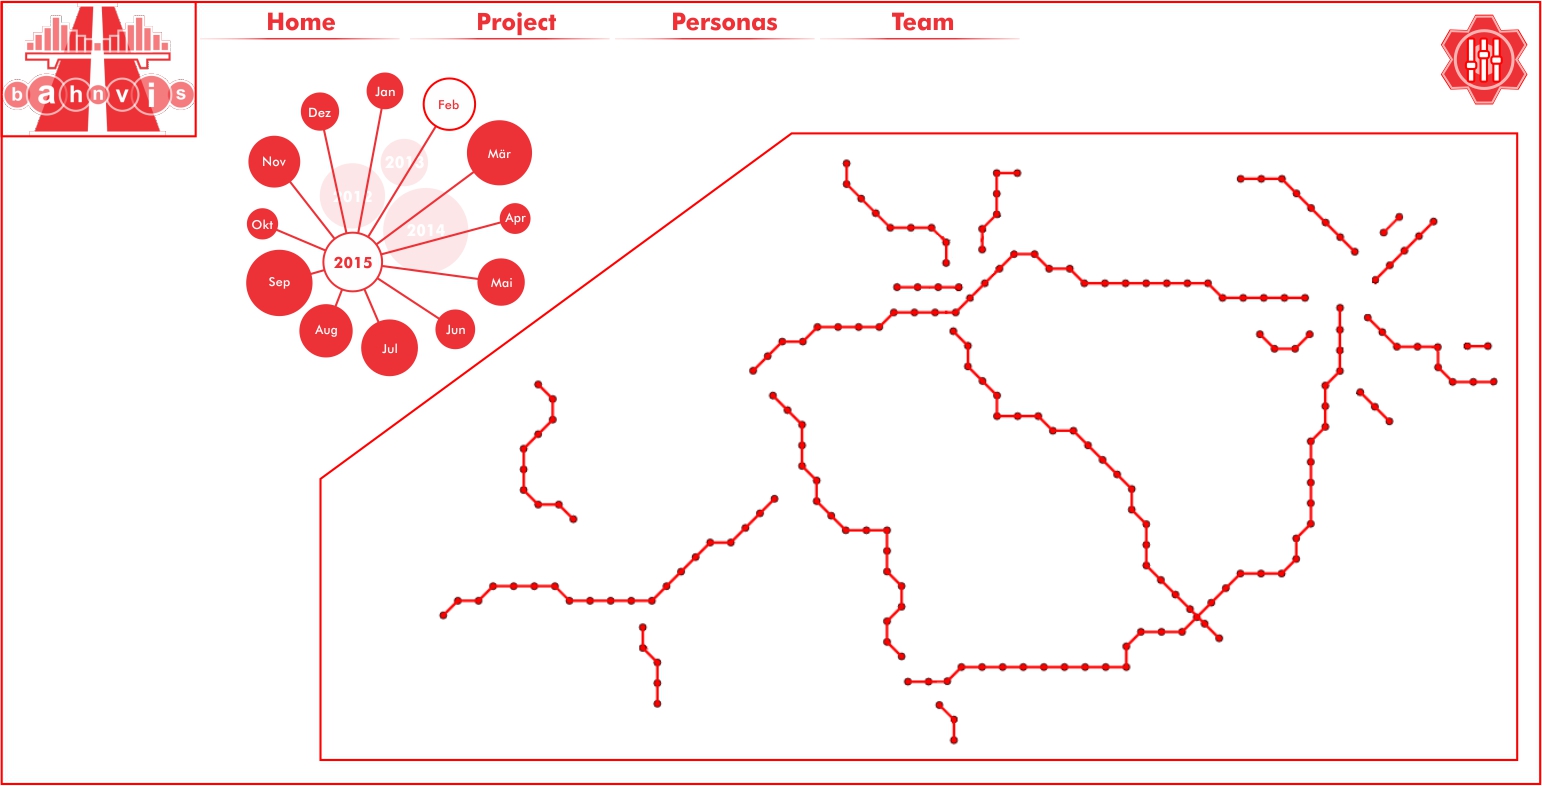 Home Project Personas Team
bahnvis
Jan
Feb
Dez
Mär
Nov
2013
2012
Apr
Okt
2014
2015
Sep
Mai
Aug
Jun
Jul